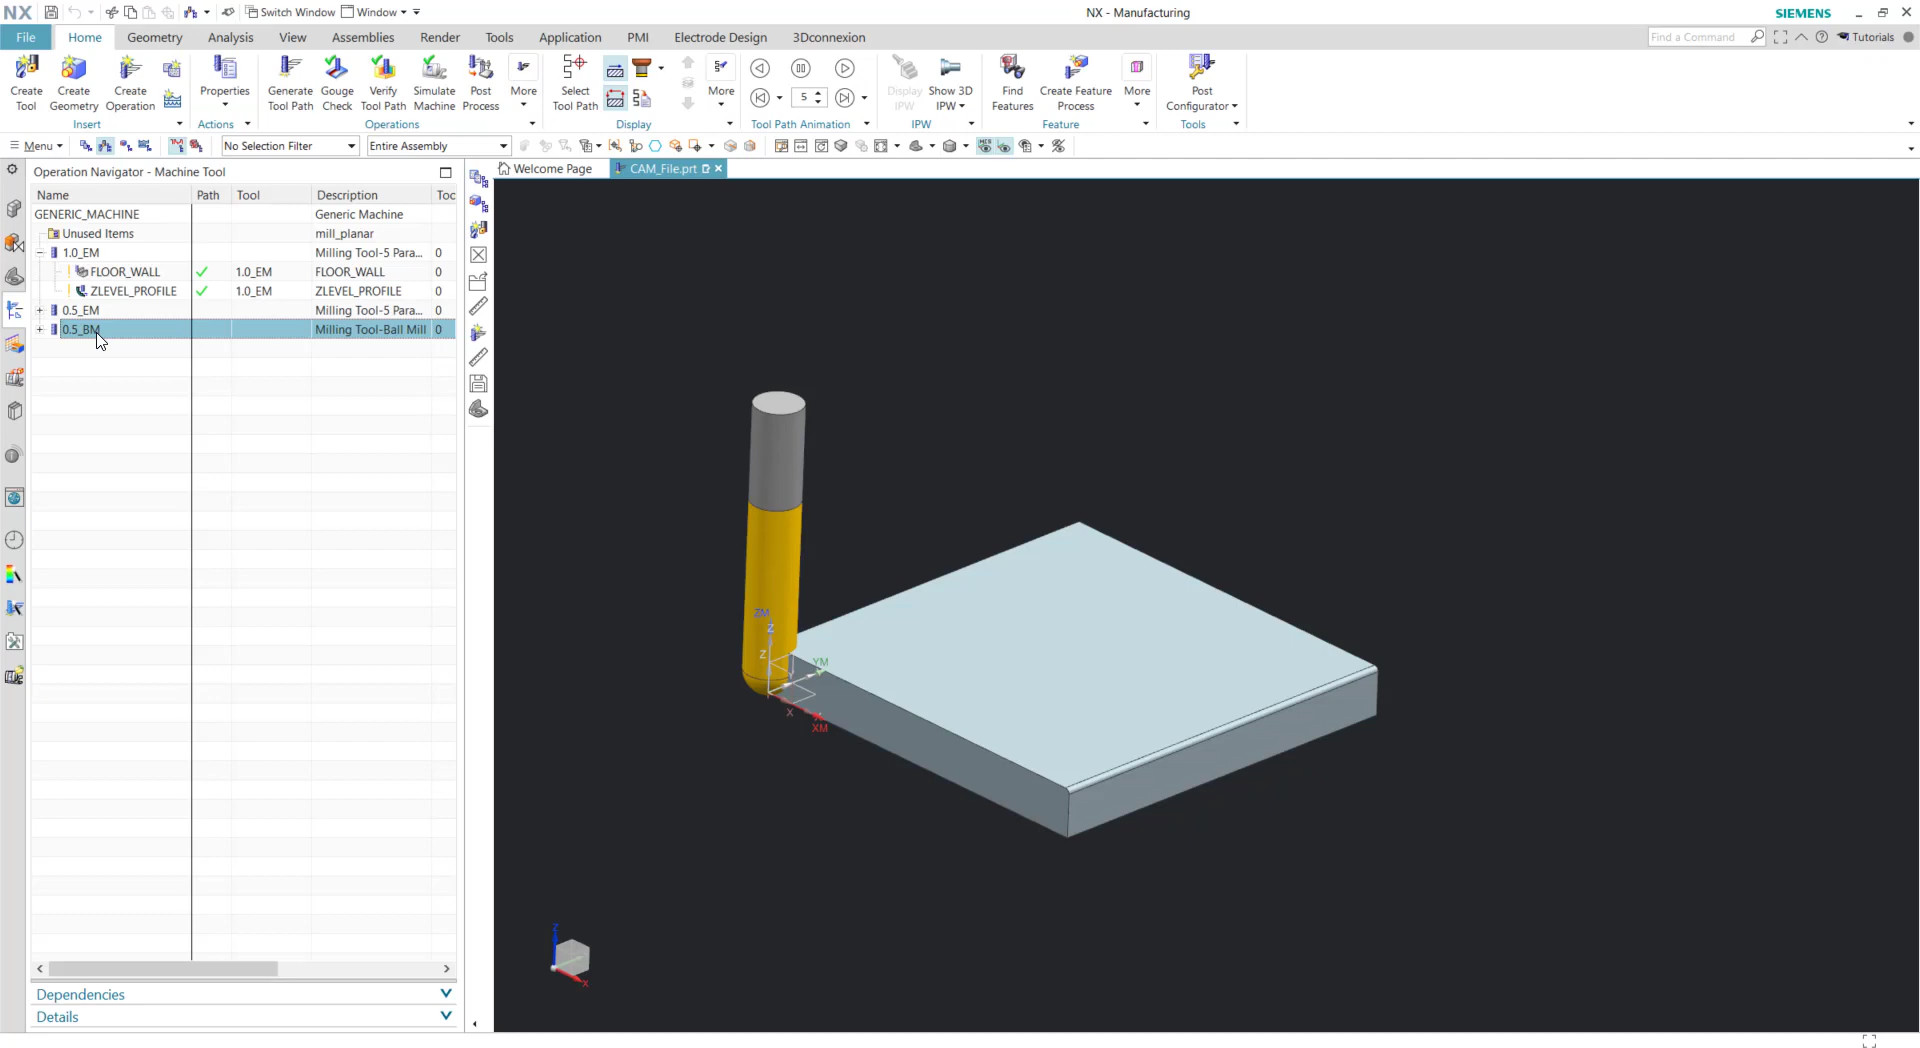 NX Switch Window Window NX - Manufacturing SIEMENS
File Home Geometry Analysis View Assemblies Render Tools Application PMI Electrode Design 3Dconnexion Find a Command Tutorials
Create Tool
Create Geometry
Create Operation
Properties
Generate Tool Path
Gouge Check
Verify Tool Path
Simulate Machine
Post Process
More
Select Tool Path
More
5
Display IPW
Show 3D IPW
Find Features
Create Feature Process
More
Post Configurator
Insert Actions Operations Display Tool Path Animation IPW Feature Tools
Menu No Selection Filter Entire Assembly
Operation Navigator - Machine Tool
Welcome Page CAM_File.prt
Name Path Tool Description Toc
GENERIC_MACHINE Generic Machine
Unused Items mill_planar
1.0_EM Milling Tool-5 Para... 0
FLOOR_WALL 1.0_EM FLOOR_WALL 0
ZLEVEL_PROFILE 1.0_EM ZLEVEL_PROFILE 0
0.5_EM Milling Tool-5 Para... 0
0.5_BM Milling Tool-Ball Mill 0
ZM
Z
Z
YM
X
XM
Z
X
Dependencies
Details